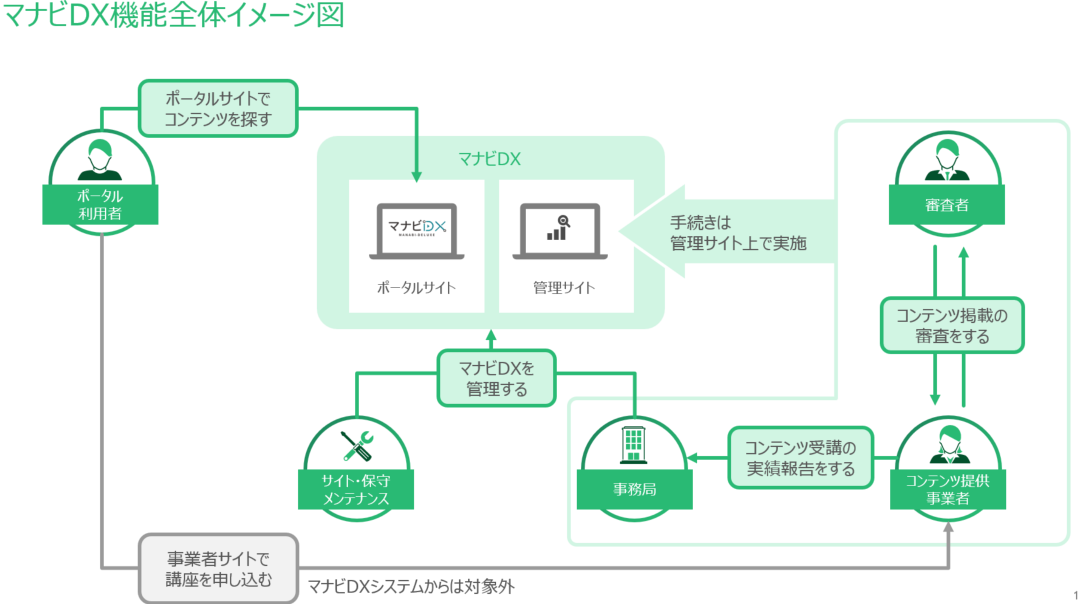 マナビDX機能全体イメージ図
ポータルサイトで
コンテンツを探す
ポータル
利用者
マナビDX
マナビDX
MANABI-DELUXE
ポータルサイト
管理サイト
手続きは
管理サイト上で実施
審査者
コンテンツ掲載の
審査をする
マナビDXを
管理する
サイト・保守
メンテナンス
事務局
コンテンツ受講の
実績報告をする
コンテンツ提供
事業者
事業者サイトで
講座を申し込む
マナビDXシステムからは対象外
1